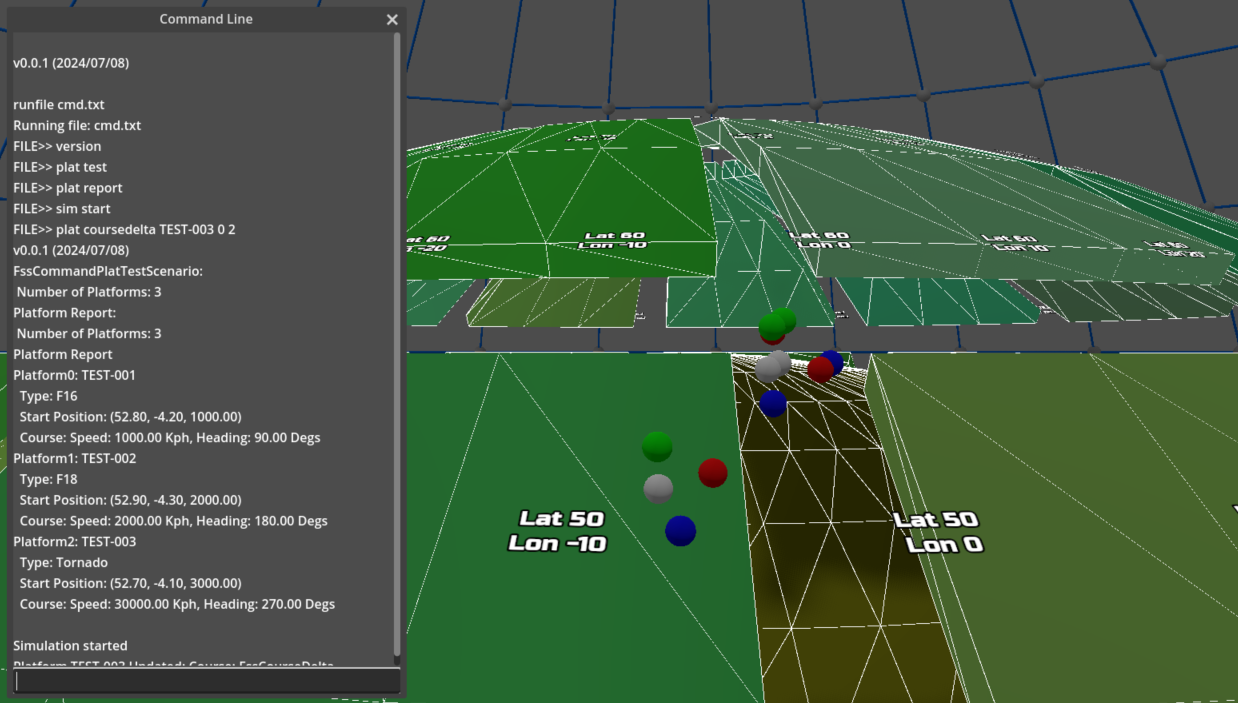 Command Line
v0.0.1 (2024/07/08)
runfile cmd.txt
Running file: cmd.txt
FILE>> version
FILE>> plat test
FILE>> plat report
FILE>> sim start
FILE>> plat coursedelta TEST-003 0 2
v0.0.1 (2024/07/08)
FssCommandPlatTestScenario:
Number of Platforms: 3
Platform Report:
Number of Platforms: 3
Platform Report
Platform0: TEST-001
Type: F16
Start Position: (52.80, -4.20, 1000.00)
Course: Speed: 1000.00 Kph, Heading: 90.00 Degs
Platform1: TEST-002
Type: F18
Start Position: (52.90, -4.30, 2000.00)
Course: Speed: 2000.00 Kph, Heading: 180.00 Degs
Platform2: TEST-003
Type: Tornado
Start Position: (52.70, -4.10, 3000.00)
Course: Speed: 30000.00 Kph, Heading: 270.00 Degs
Simulation started
Platform TEST-003 Updated: Course: FssCourseDelta
Lat 60
Lon -10
Lat 60
Lon 0
Lat 60
Lon 10
Lat 50
Lon -10
Lat 50
Lon 0